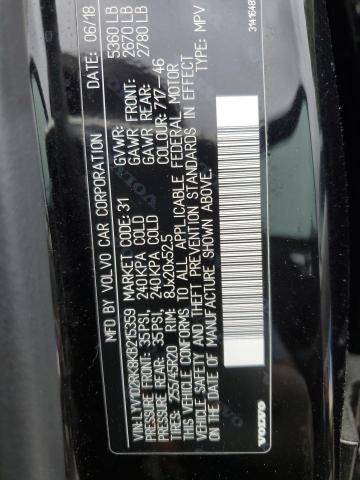 MFD. BY: VOLVO CAR CORPORATION 06/18
VIN: LYV102RK8KB215359 GVWR: 5360 LB
MARKET CODE: 31 GAWR FRONT: 2670 LB
PRESSURE FRONT: 35PSI, 240KPA COLD GAWR REAR: 2780 LB
PRESSURE REAR: 35PSI, 240KPA COLD COLOUR: 717-46
TIRES: 255/45R20 RIM: 8Jx20x52.5
THIS VEHICLE CONFORMS TO ALL APPLICABLE FEDERAL MOTOR
VEHICLE SAFETY AND THEFT PREVENTION STANDARDS IN EFFECT ON THE
DATE OF MANUFACTURE SHOWN ABOVE. MPV
VOLVO